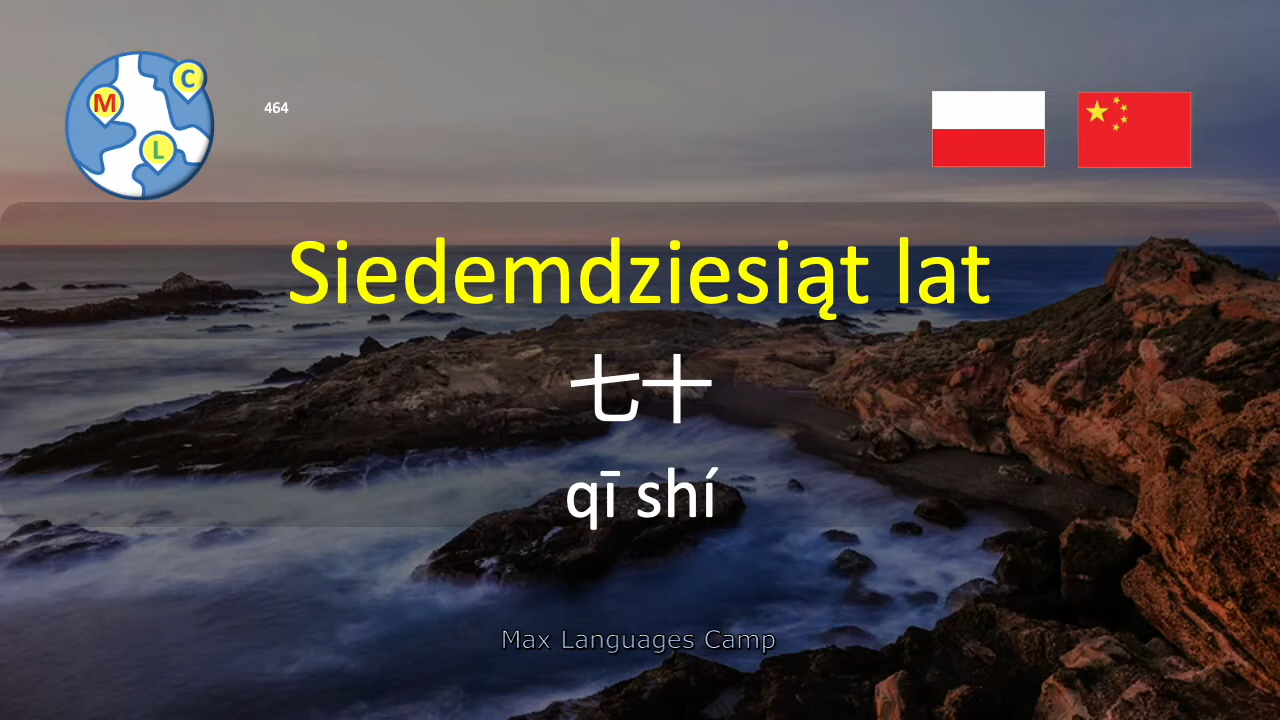 C
M
L
464
Siedemdziesiąt lat
七十
qī shí
Max Languages Camp